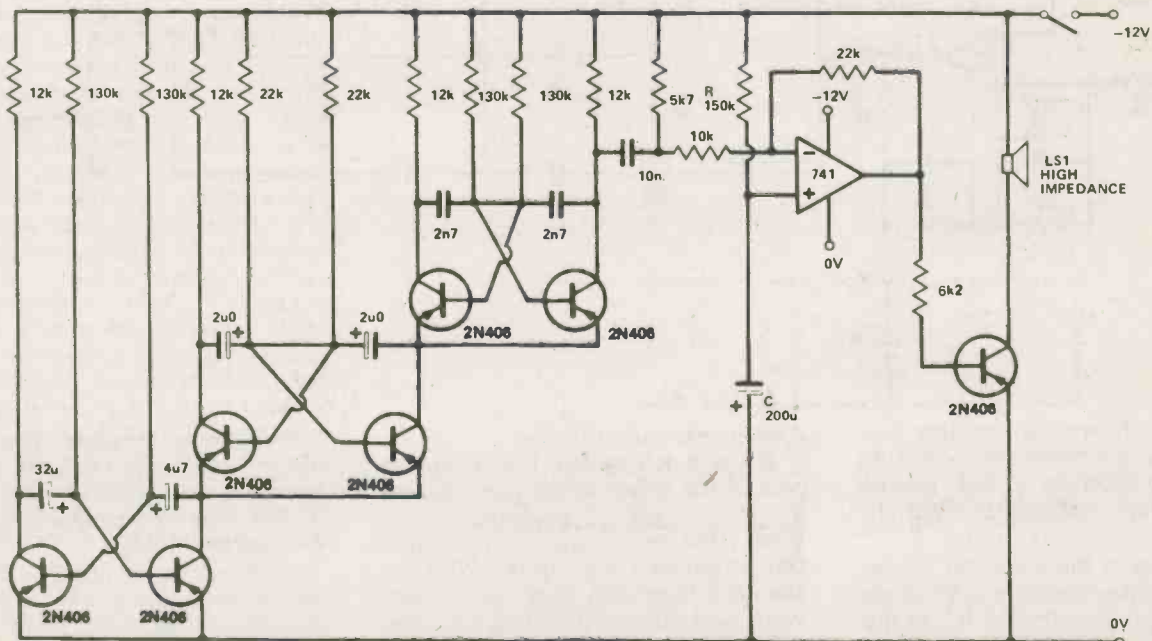 -12V
12k
130k
130k
12k
22k
22k
12k
130k
130k
12k
5k7
R
150k
22k
-12V
10k
10n
741
-
+
0V
LS1
HIGH
IMPEDANCE
2n7
2n7
2N406
2N406
6k2
2N406
2u0
+
+
2u0
C
+
200u
2N406
2N406
32u
+
4u7
+
2N406
2N406
0V